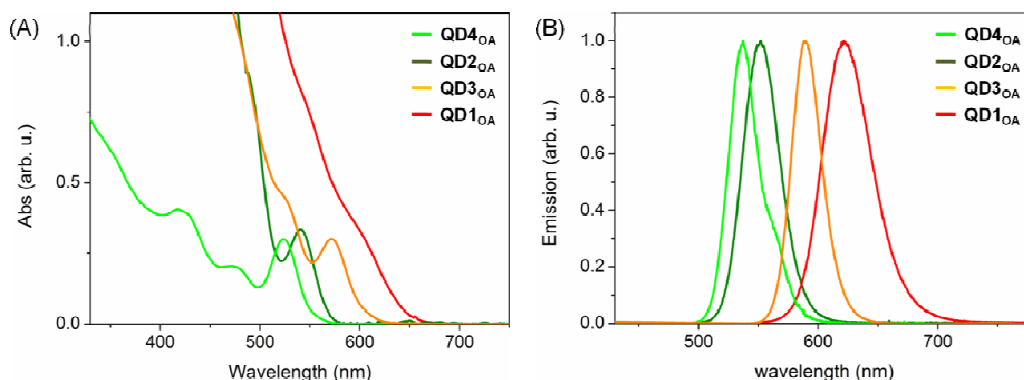 (A)
1.0
0.5
0.0
Abs (arb. u.)
400
500
600
700
Wavelength (nm)
QD4OA
QD2OA
QD3OA
QD1OA
(B)
1.0
0.8
0.6
0.4
0.2
0.0
Emission (arb. u.)
500
600
700
wavelength (nm)
QD4OA
QD2OA
QD3OA
QD1OA